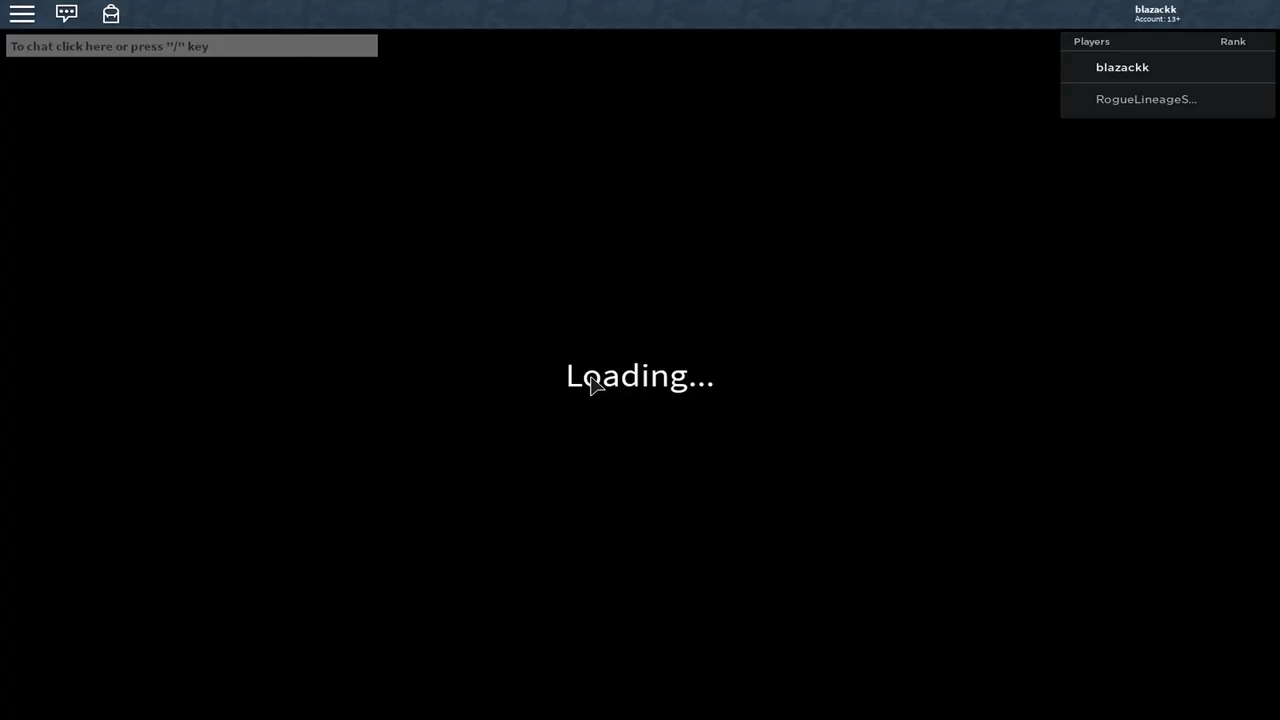 blazackk
Account: 13+
To chat click here or press "/" key
Players Rank
blazackk
RogueLineageS...
Loading...